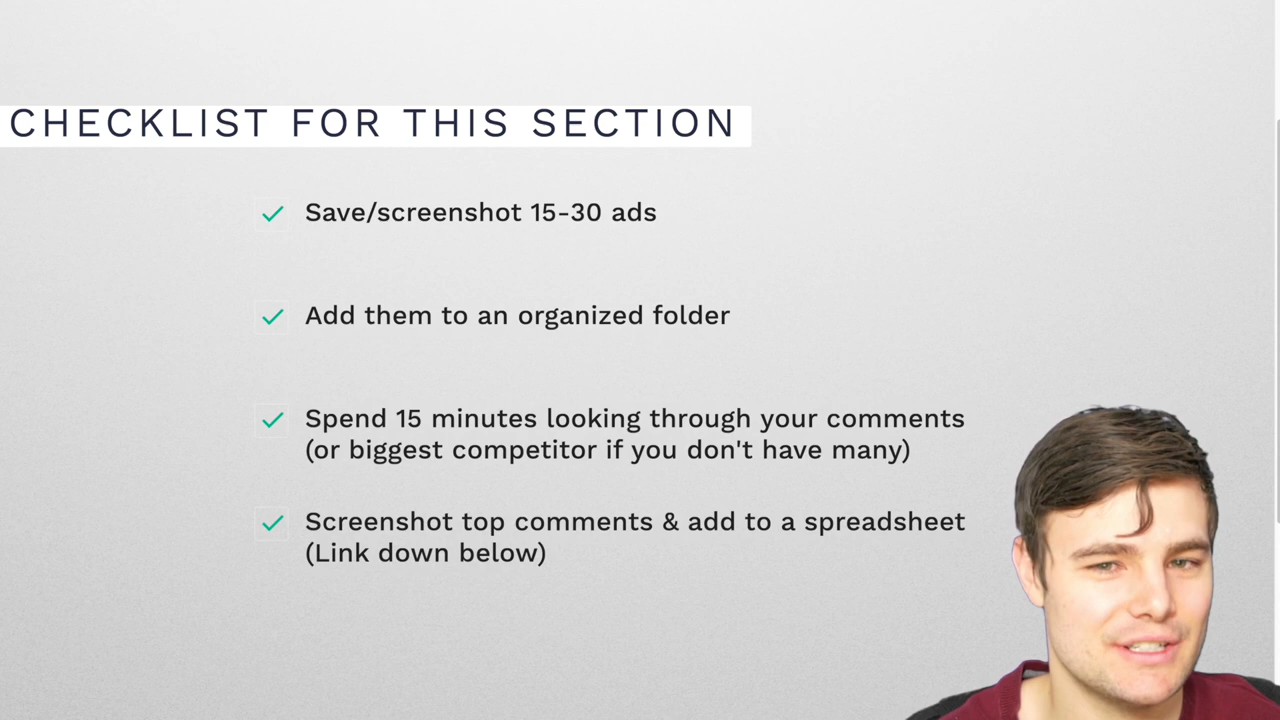 CHECKLIST FOR THIS SECTION
Save/screenshot 15-30 ads
Add them to an organized folder
Spend 15 minutes looking through your comments
(or biggest competitor if you don't have many)
Screenshot top comments & add to a spreadsheet
(Link down below)